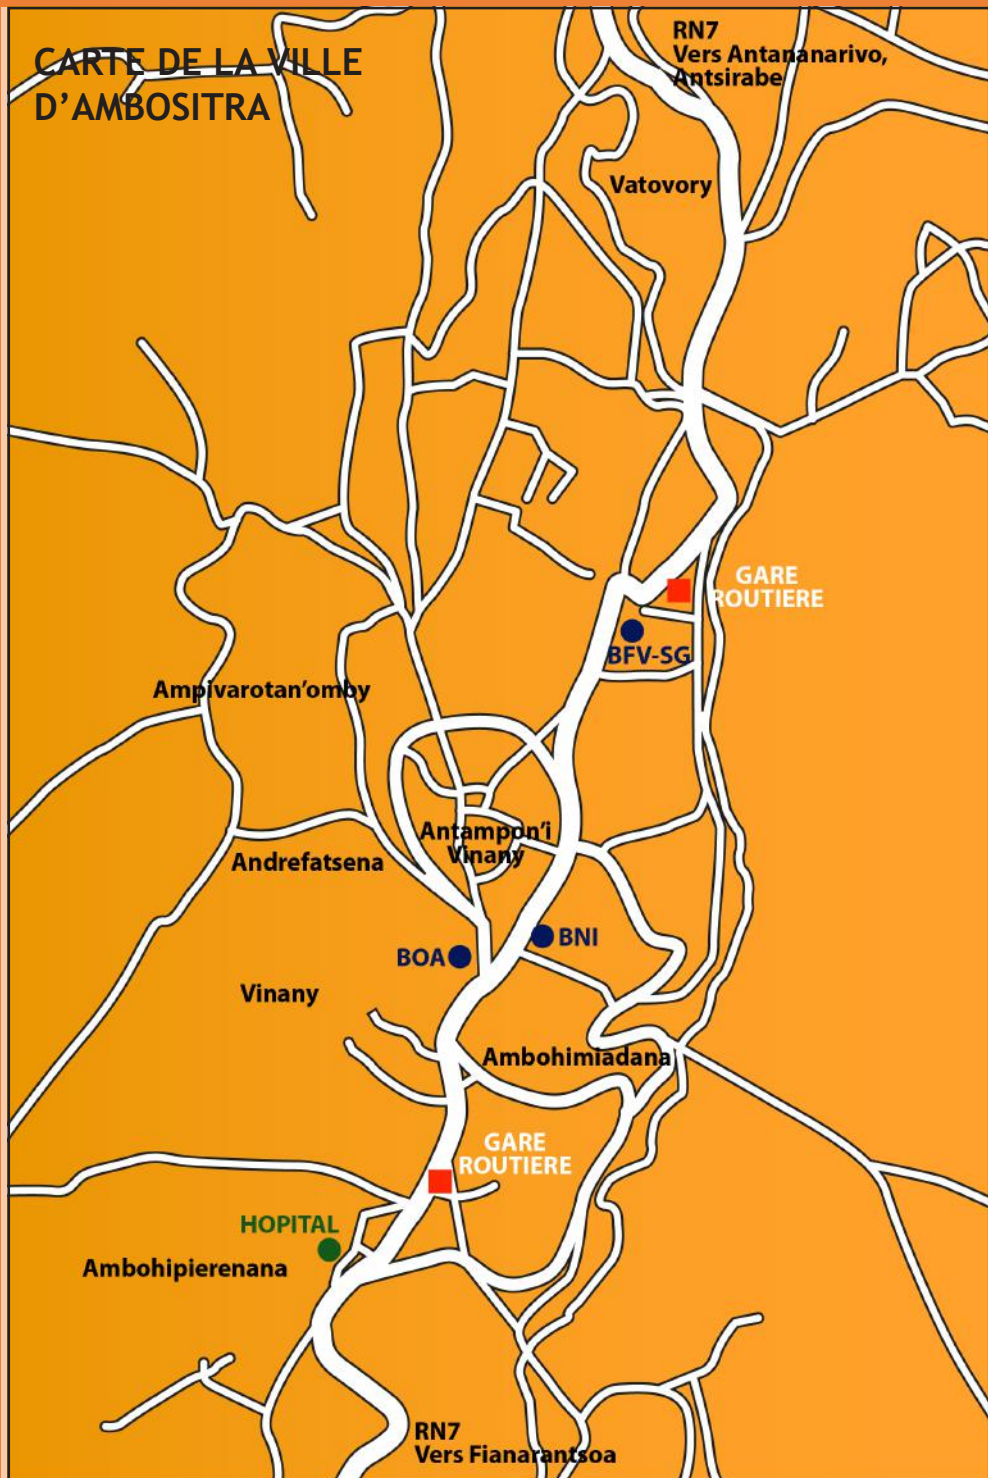 CARTE DE LA VILLE
D'AMBOSITRA
RN7
Vers Antananarivo,
Antsirabe
Vatovory
GARE
ROUTIERE
BFV-SG
Ampivarotan'omby
Antampon'i
Vinany
Andrefatsena
BNI
BOA
Vinany
Ambohimiadana
GARE
ROUTIERE
HOPITAL
Ambohipierenana
RN7
Vers Fianarantsoa